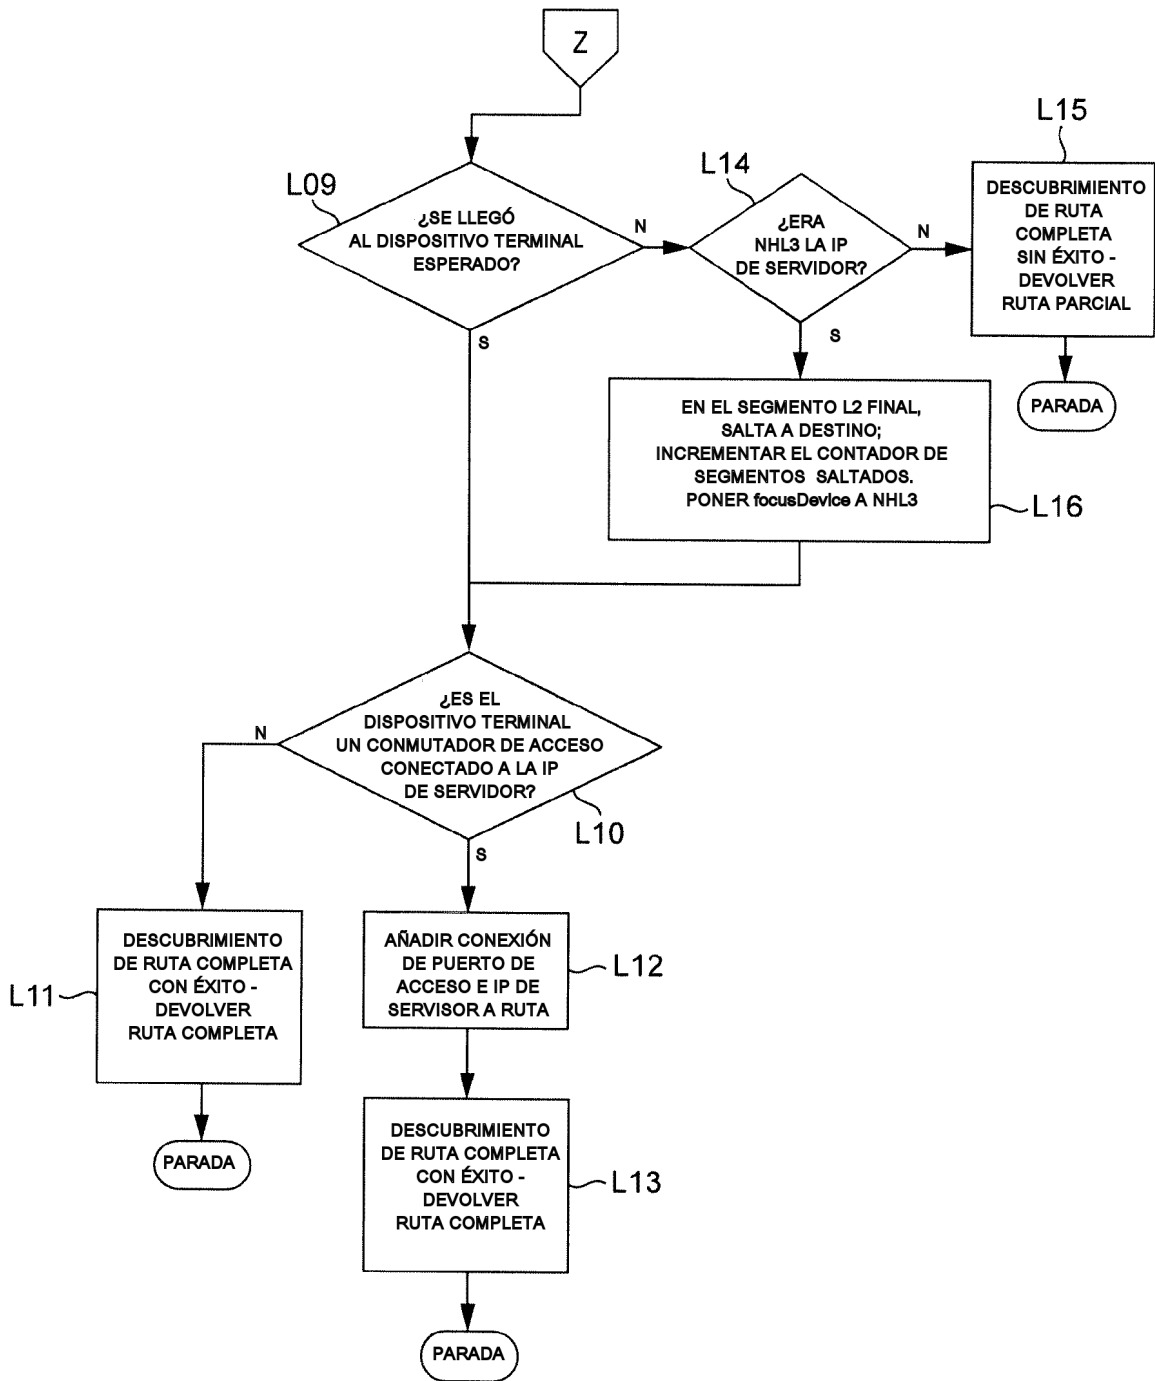 Z
L09
¿SE LLEGÓ
AL DISPOSITIVO TERMINAL
ESPERADO?
N
S
L14
¿ERA
NHL3 LA IP
DE SERVIDOR?
N
S
L15
DESCUBRIMIENTO
DE RUTA
COMPLETA
SIN ÉXITO -
DEVOLVER
RUTA PARCIAL
PARADA
EN EL SEGMENTO L2 FINAL,
SALTA A DESTINO;
INCREMENTAR EL CONTADOR DE
SEGMENTOS SALTADOS.
PONER focusDevice A NHL3
L16
¿ES EL
DISPOSITIVO TERMINAL
UN CONMUTADOR DE ACCESO
CONECTADO A LA IP
DE SERVIDOR?
L10
N
S
L11
DESCUBRIMIENTO
DE RUTA COMPLETA
CON ÉXITO -
DEVOLVER
RUTA COMPLETA
PARADA
AÑADIR CONEXIÓN
DE PUERTO DE
ACCESO E IP DE
SERVISOR A RUTA
L12
DESCUBRIMIENTO
DE RUTA COMPLETA
CON ÉXITO -
DEVOLVER
RUTA COMPLETA
L13
PARADA